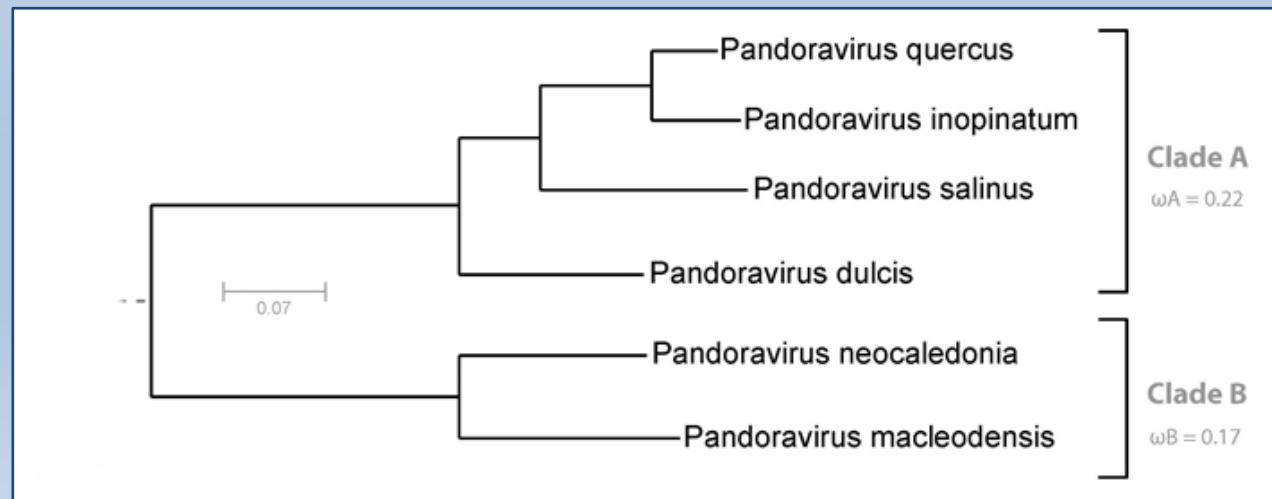 Pandoravirus quercus
Pandoravirus inopinatum
Clade A
Pandoravirus salinus
ωA = 0.22
Pandoravirus dulcis
0.07
Pandoravirus neocaledonia
Clade B
Pandoravirus macleodensis
ωB = 0.17